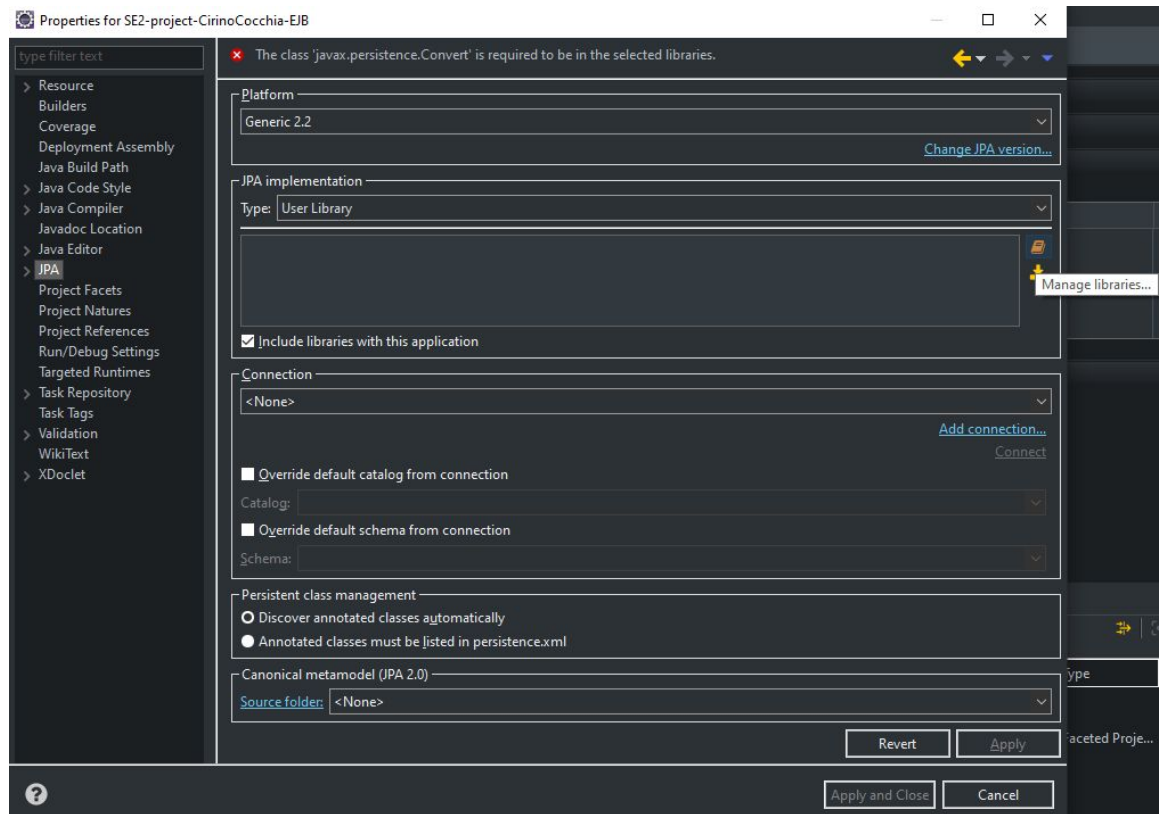 Properties for SE2-project-CirinoCocchia-EJB
type filter text
Resource
Builders
Coverage
Deployment Assembly
Java Build Path
Java Code Style
Java Compiler
Javadoc Location
Java Editor
JPA
Project Facets
Project Natures
Project References
Run/Debug Settings
Targeted Runtimes
Task Repository
Task Tags
Validation
WikiText
XDoclet
The class 'javax.persistence.Convert' is required to be in the selected libraries.
Platform
Generic 2.2
Change JPA version...
JPA implementation
Type: User Library
Manage libraries...
Include libraries with this application
Connection
<None>
Add connection...
Connect
Override default catalog from connection
Catalog:
Override default schema from connection
Schema:
Persistent class management
Discover annotated classes automatically
Annotated classes must be listed in persistence.xml
Canonical metamodel (JPA 2.0)
Source folder: <None>
Revert
Apply
Apply and Close
Cancel
Type
Faceted Proje...